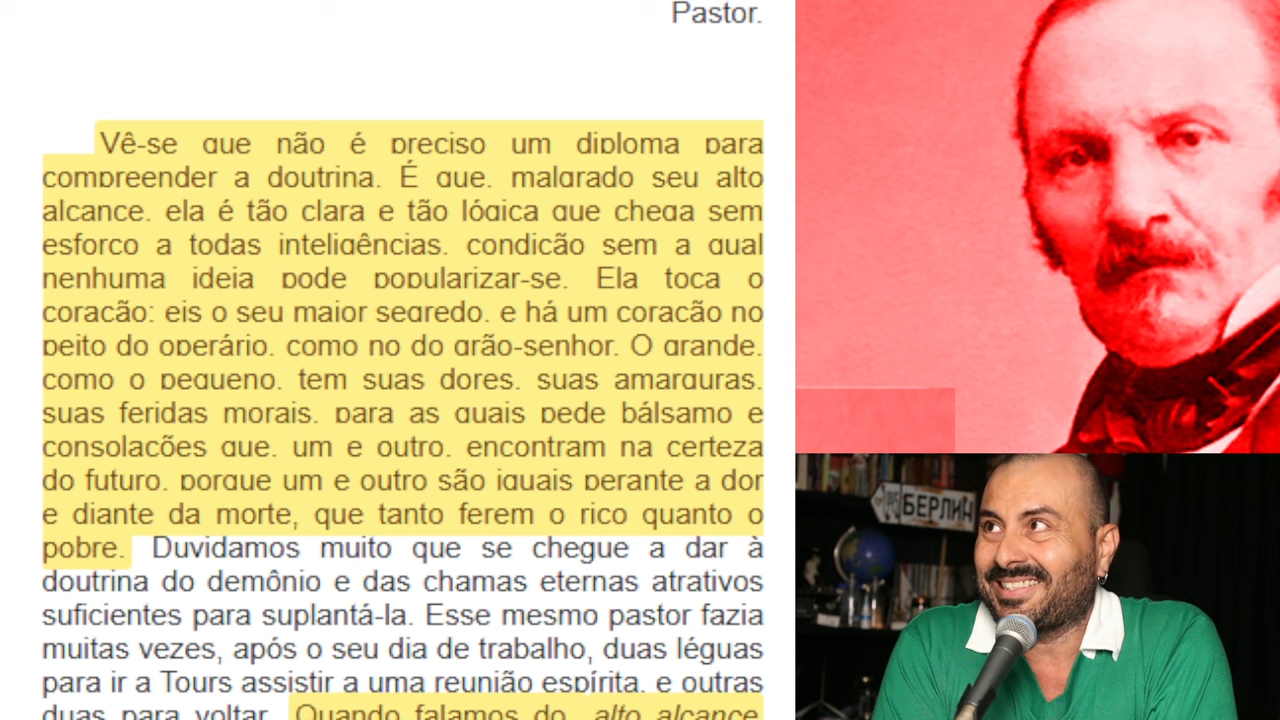 Pastor.
Vê-se que não é preciso um diploma para
compreender a doutrina. É que, malgrado seu alto
alcance, ela é tão clara e tão lógica que chega sem
esforço a todas inteligências, condição sem a qual
nenhuma ideia pode popularizar-se. Ela toca o
coração: eis o seu maior segredo, e há um coração no
peito do operário, como no do grão-senhor. O grande,
como o pequeno, tem suas dores, suas amarguras,
suas feridas morais, para as quais pede bálsamo e
consolações que, um e outro, encontram na certeza
do futuro, porque um e outro são iguais perante a dor
e diante da morte, que tanto ferem o rico quanto o
pobre. Duvidamos muito que se chegue a dar à
doutrina do demônio e das chamas eternas atrativos
suficientes para suplantá-la. Esse mesmo pastor fazia
muitas vezes, após o seu dia de trabalho, duas léguas
para ir a Tours assistir a uma reunião espírita, e outras
duas para voltar. Quando falamos do alto alcance,
БЕРЛИН